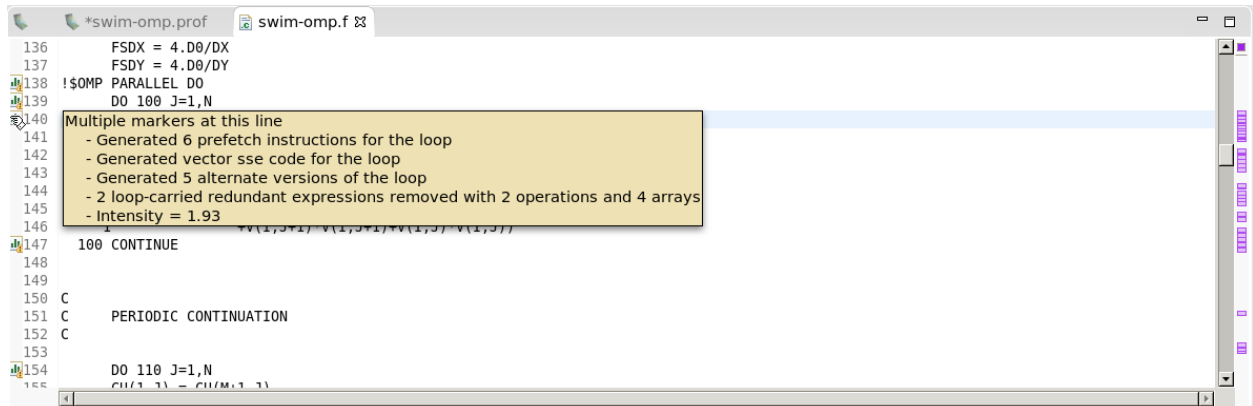 *swim-omp.prof swim-omp.f
136 FSDX = 4.D0/DX
137 FSDY = 4.D0/DY
138 !$OMP PARALLEL DO
139 DO 100 J=1,N
140
Multiple markers at this line
- Generated 6 prefetch instructions for the loop
- Generated vector sse code for the loop
- Generated 5 alternate versions of the loop
- 2 loop-carried redundant expressions removed with 2 operations and 4 arrays
- Intensity = 1.93
141
142
143
144
145
146
147 100 CONTINUE
148
149
150 C
151 C PERIODIC CONTINUATION
152 C
153
154 DO 110 J=1,N
155 CU(1,J) = CU(M+1,J)